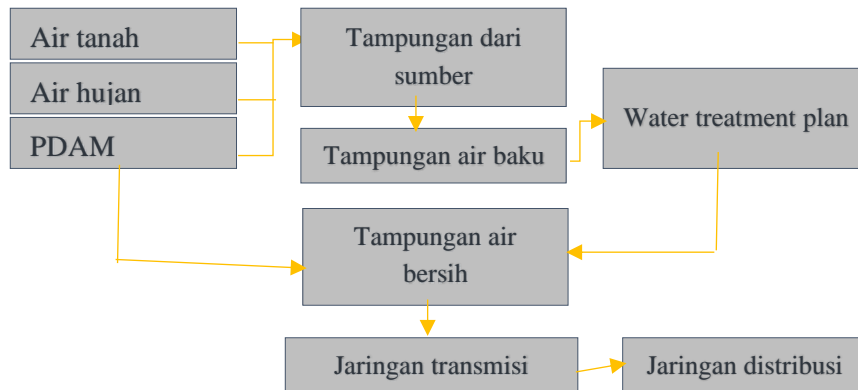 Air tanah
Air hujan
PDAM
Tampungan dari
sumber
Tampungan air baku
Water treatment plan
Tampungan air
bersih
Jaringan transmisi
Jaringan distribusi